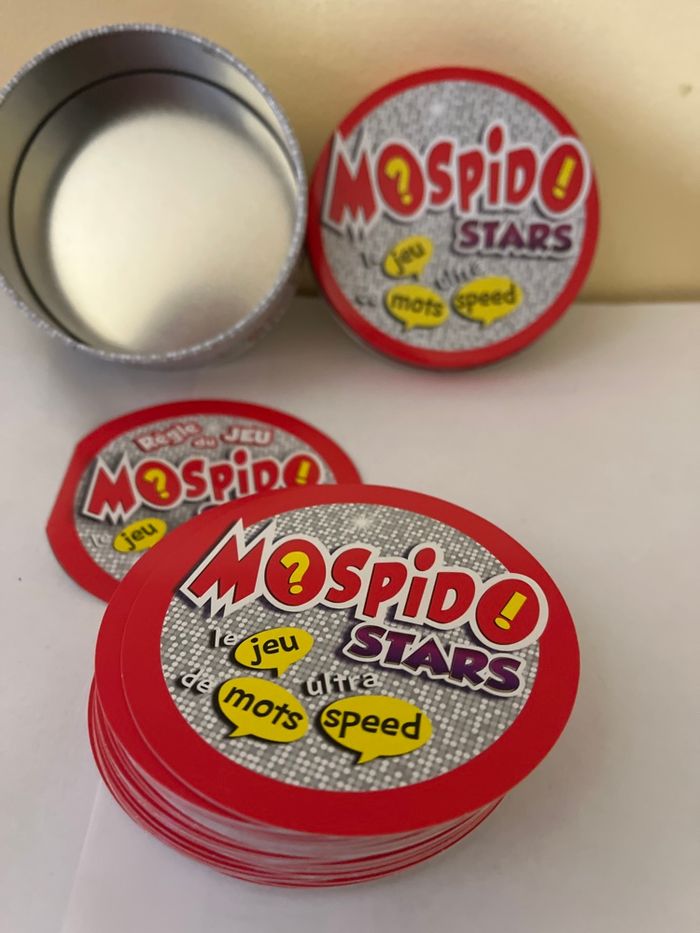 MOSPIDO
STARS
le jeu ultra
de mots speed
Règle du JEU
MOSPIDO
le jeu
MOSPIDO
STARS
le jeu ultra
de mots speed